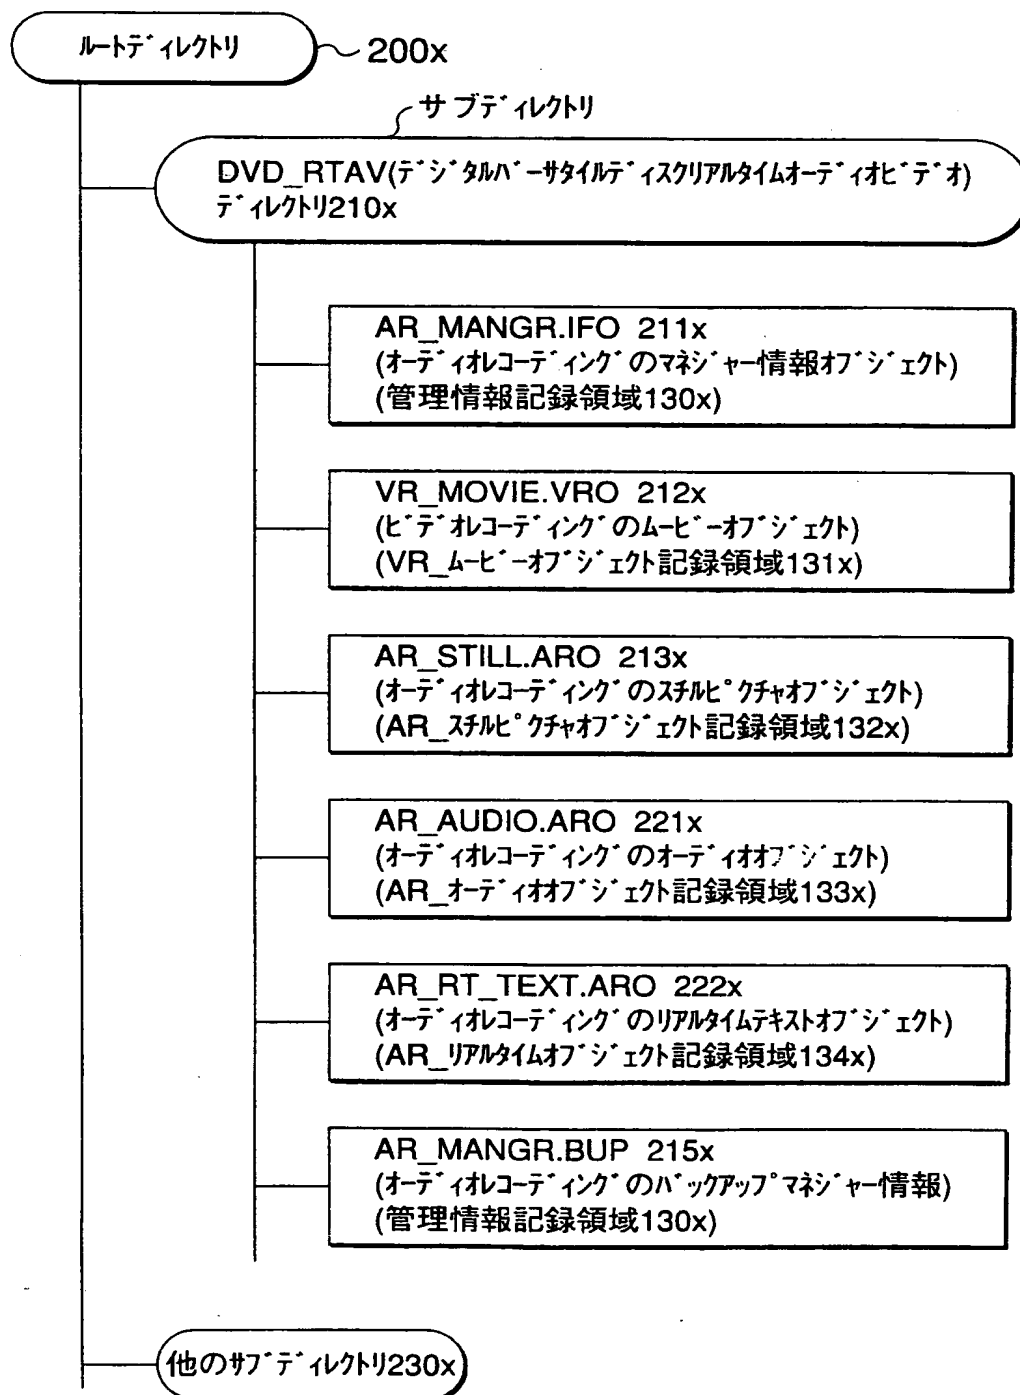 ルートディレクトリ
200x
サブディレクトリ
DVD_RTAV(デジタルバーサタイルディスクリアルタイムオーディオビデオ)
ディレクトリ210x
AR_MANGR.IFO 211x
(オーディオレコーディングのマネジャー情報オブジェクト)
(管理情報記録領域130x)
VR_MOVIE.VRO 212x
(ビデオレコーディングのムービーオブジェクト)
(VR_ムービーオブジェクト記録領域131x)
AR_STILL.ARO 213x
(オーディオレコーディングのスチルピクチャオブジェクト)
(AR_スチルピクチャオブジェクト記録領域132x)
AR_AUDIO.ARO 221x
(オーディオレコーディングのオーディオオブジェクト)
(AR_オーディオオブジェクト記録領域133x)
AR_RT_TEXT.ARO 222x
(オーディオレコーディングのリアルタイムテキストオブジェクト)
(AR_リアルタイムオブジェクト記録領域134x)
AR_MANGR.BUP 215x
(オーディオレコーディングのバックアップマネジャー情報)
(管理情報記録領域130x)
他のサブディレクトリ230x